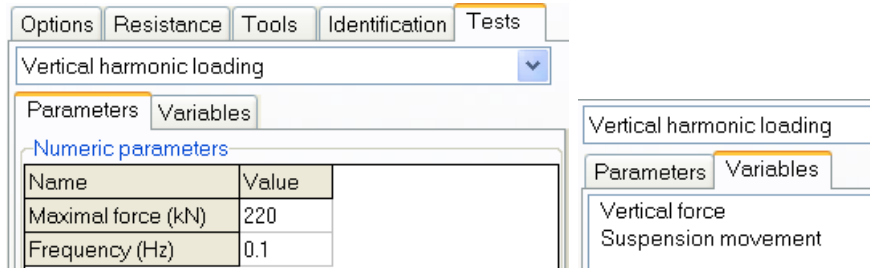 Options Resistance Tools Identification Tests
Vertical harmonic loading
Parameters Variables
Numeric parameters
Name Value
Maximal force (kN) 220
Frequency (Hz) 0.1
Vertical harmonic loading
Parameters Variables
Vertical force
Suspension movement